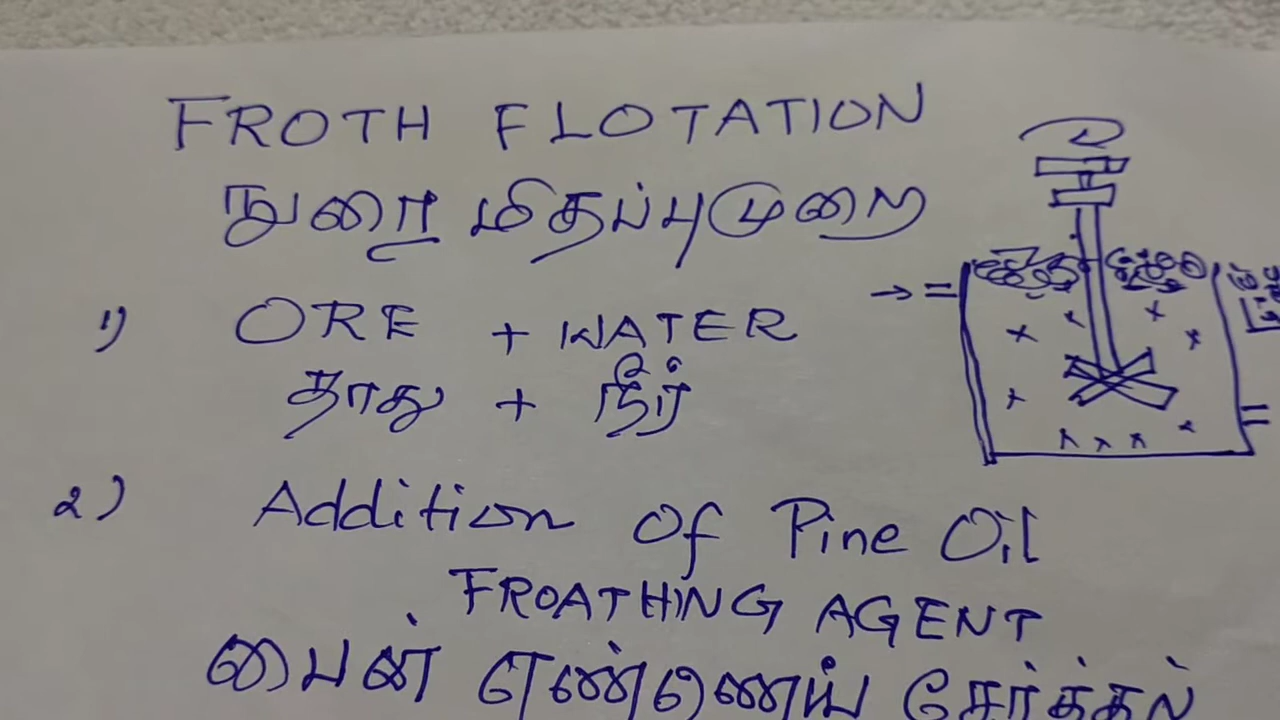 FROTH FLOTATION
நுரை மிதப்புமுறை
1) ORE + WATER
தாது + நீர்
2) Addition Of Pine Oil
FROATHING AGENT
பைன் எண்ணெய் சேர்த்தல்